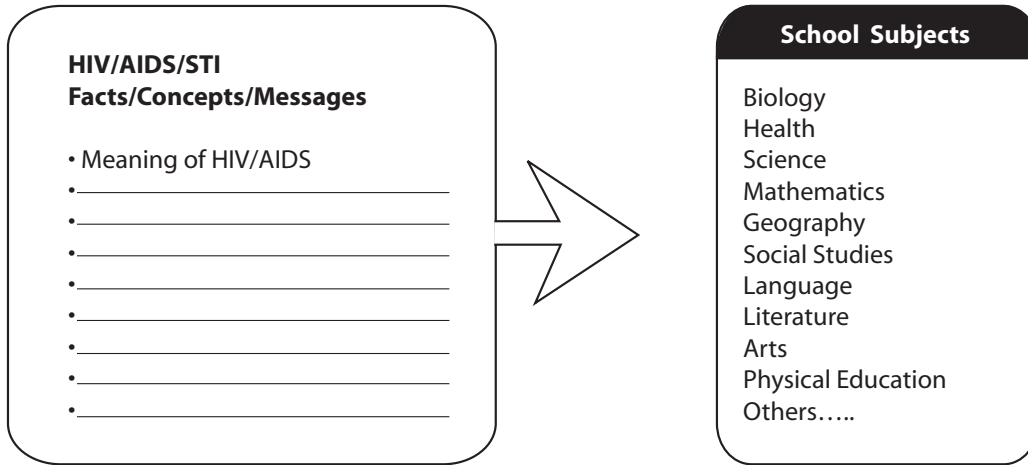 HIV/AIDS/STI
Facts/Concepts/Messages
• Meaning of HIV/AIDS
•
•
•
•
•
•
•
•
School Subjects
Biology
Health
Science
Mathematics
Geography
Social Studies
Language
Literature
Arts
Physical Education
Others.....